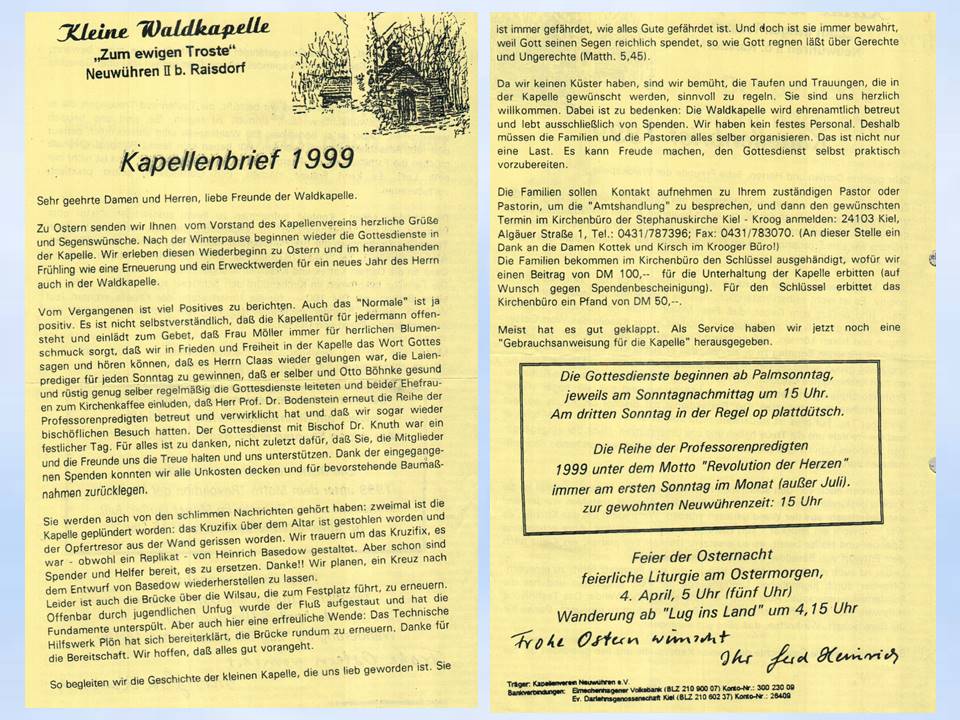 Kleine Waldkapelle
„Zum ewigen Troste“
Neuwühren II b. Raisdorf
Kapellenbrief 1999
Sehr geehrte Damen und Herren, liebe Freunde der Waldkapelle.
Zu Ostern senden wir Ihnen vom Vorstand des Kapellenvereins herzliche Grüße
und Segenswünsche. Nach der Winterpause beginnen wieder die Gottesdienste in
der Kapelle. Wir erleben diesen Wiederbeginn zu Ostern und im herannahenden
Frühling wie eine Erneuerung und ein Erwecktwerden für ein neues Jahr des Herrn
auch in der Waldkapelle.
Vom Vergangenen ist viel Positives zu berichten. Auch das "Normale" ist ja
positiv. Es ist nicht selbstverständlich, daß die Kapellentür für jedermann offen-
steht und einlädt zum Gebet, daß Frau Möller immer für herrlichen Blumen-
schmuck sorgt, daß wir in Frieden und Freiheit in der Kapelle das Wort Gottes
sagen und hören können, daß es Herrn Claas wieder gelungen war, die Laien-
prediger für jeden Sonntag zu gewinnen, daß er selber und Otto Böhnke gesund
und rüstig genug selber regelmäßig die Gottesdienste leiteten und beider Ehefrau-
en zum Kirchenkaffee einluden, daß Herr Prof. Dr. Bodenstein erneut die Reihe der
Professorenpredigten betreut und verwirklicht hat und daß wir sogar wieder
bischöflichen Besuch hatten. Der Gottesdienst mit Bischof Dr. Knuth war ein
festlicher Tag. Für alles ist zu danken, nicht zuletzt dafür, daß Sie, die Mitglieder
und die Freunde uns die Treue halten und uns unterstützen. Dank der eingegange-
nen Spenden konnten wir alle Unkosten decken und für bevorstehende Baumaß-
nahmen zurücklegen.
Sie werden auch von den schlimmen Nachrichten gehört haben: zweimal ist die
Kapelle geplündert worden: das Kruzifix über dem Altar ist gestohlen worden und
der Opfertresor aus der Wand gerissen worden. Wir trauern um das Kruzifix, es
war - obwohl ein Replikat - von Heinrich Basedow gestaltet. Aber schon sind
Spender und Helfer bereit, es zu ersetzen. Danke!! Wir planen, ein Kreuz nach
dem Entwurf von Basedow wiederherstellen zu lassen.
Leider ist auch die Brücke über die Wilsau, die zum Festplatz führt, zu erneuern.
Offenbar durch jugendlichen Unfug wurde der Fluß aufgestaut und hat die
Fundamente unterspült. Aber auch hier eine erfreuliche Wende: Das Technische
Hilfswerk Plön hat sich bereiterklärt, die Brücke rundum zu erneuern. Danke für
die Bereitschaft. Wir hoffen, daß alles gut vorangeht.
So begleiten wir die Geschichte der kleinen Kapelle, die uns lieb geworden ist. Sie
ist immer gefährdet, wie alles Gute gefährdet ist. Und doch ist sie immer bewahrt,
weil Gott seinen Segen reichlich spendet, so wie Gott regnen läßt über Gerechte
und Ungerechte (Matth. 5,45).
Da wir keinen Küster haben, sind wir bemüht, die Taufen und Trauungen, die in
der Kapelle gewünscht werden, sinnvoll zu regeln. Sie sind uns herzlich
willkommen. Dabei ist zu bedenken: Die Waldkapelle wird ehrenamtlich betreut
und lebt ausschließlich von Spenden. Wir haben kein festes Personal. Deshalb
müssen die Familien und die Pastoren alles selber organisieren. Das ist nicht nur
eine Last. Es kann Freude machen, den Gottesdienst selbst praktisch
vorzubereiten.
Die Familien sollen Kontakt aufnehmen zu Ihrem zuständigen Pastor oder
Pastorin, um die "Amtshandlung" zu besprechen, und dann den gewünschten
Termin im Kirchenbüro der Stephanuskirche Kiel - Kroog anmelden: 24103 Kiel,
Algäuer Straße 1, Tel.: 0431/787396; Fax: 0431/783070. (An dieser Stelle ein
Dank an die Damen Kottek und Kirsch im Krooger Büro!)
Die Familien bekommen im Kirchenbüro den Schlüssel ausgehändigt, wofür wir
einen Beitrag von DM 100,-- für die Unterhaltung der Kapelle erbitten (auf
Wunsch gegen Spendenbescheinigung). Für den Schlüssel erbittet das
Kirchenbüro ein Pfand von DM 50,--.
Meist hat es gut geklappt. Als Service haben wir jetzt noch eine
"Gebrauchsanweisung für die Kapelle" herausgegeben.
Die Gottesdienste beginnen ab Palmsonntag,
jeweils am Sonntagnachmittag um 15 Uhr.
Am dritten Sonntag in der Regel op plattdütsch.
Die Reihe der Professorenpredigten
1999 unter dem Motto "Revolution der Herzen"
immer am ersten Sonntag im Monat (außer Juli).
zur gewohnten Neuwührenzeit: 15 Uhr
Feier der Osternacht
feierliche Liturgie am Ostermorgen,
4. April, 5 Uhr (fünf Uhr)
Wanderung ab "Lug ins Land" um 4,15 Uhr
Frohe Ostern wünscht
Ihr Gerd Heinrich
Träger: Kapellenverein Neuwühren e.V.
Bankverbindungen: Elmschenhagener Volksbank (BLZ 210 900 07) Konto-Nr.: 300 230 09
Ev. Darlehnsgenossenschaft Kiel (BLZ 210 602 37) Konto-Nr.: 26409